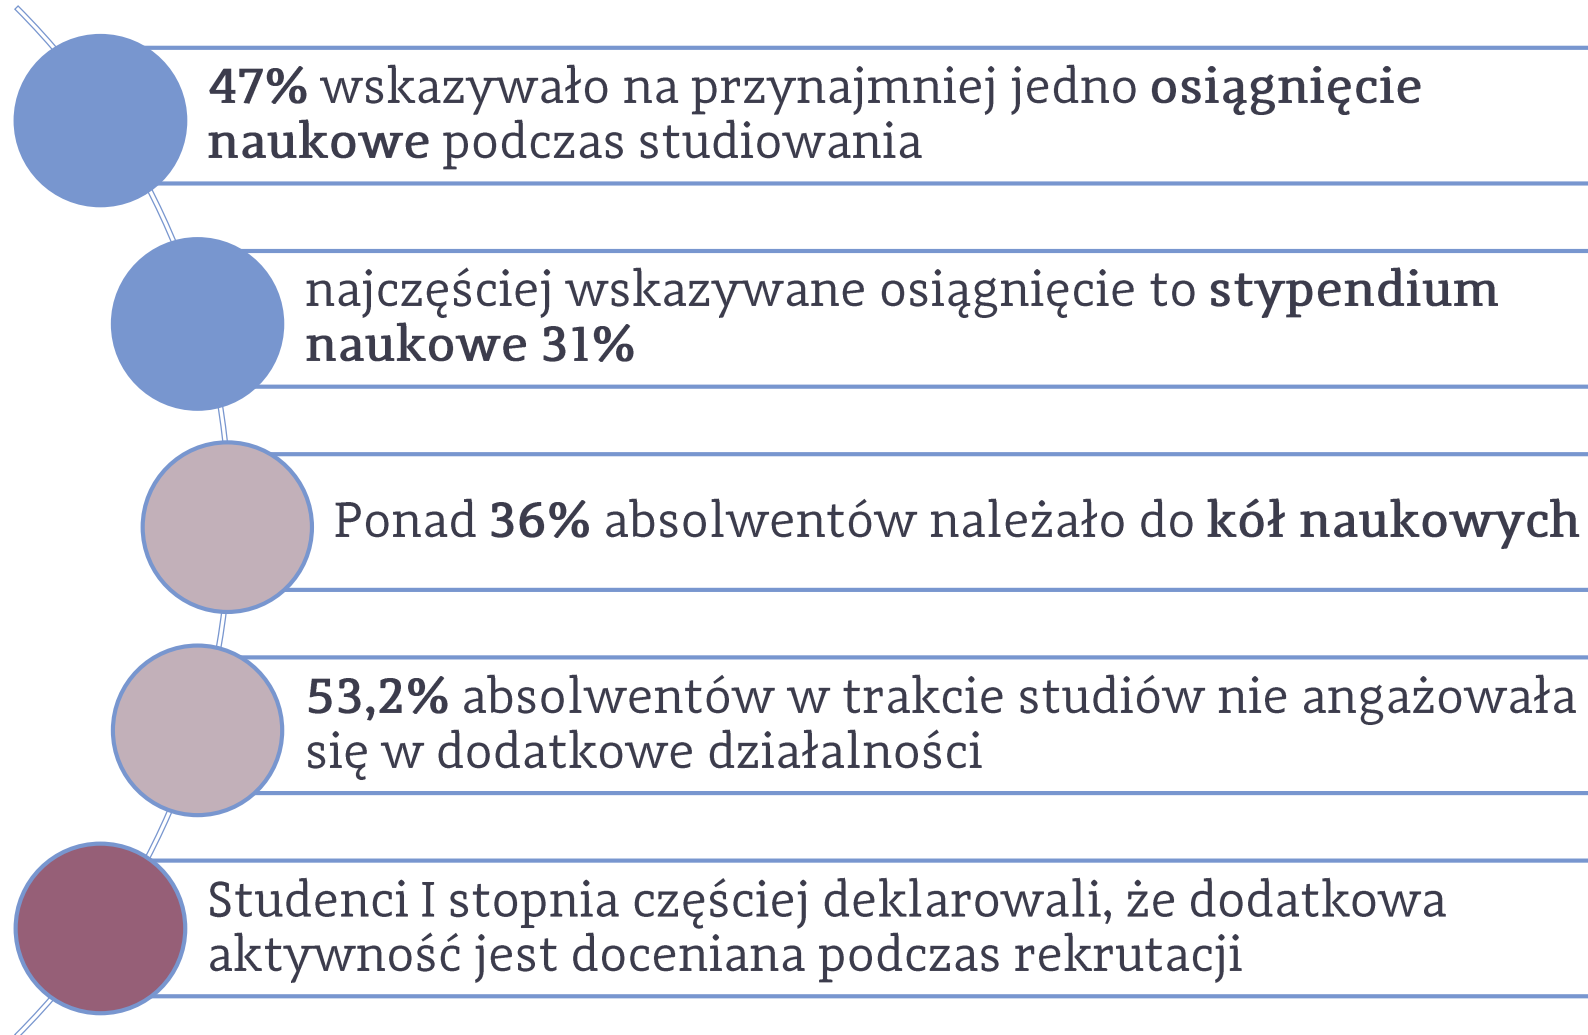 47% wskazywało na przynajmniej jedno osiągnięcie
naukowe podczas studiowania
najczęściej wskazywane osiągnięcie to stypendium
naukowe 31%
Ponad 36% absolwentów należało do kół naukowych
53,2% absolwentów w trakcie studiów nie angażowała
się w dodatkowe działalności
Studenci I stopnia częściej deklarowali, że dodatkowa
aktywność jest doceniana podczas rekrutacji